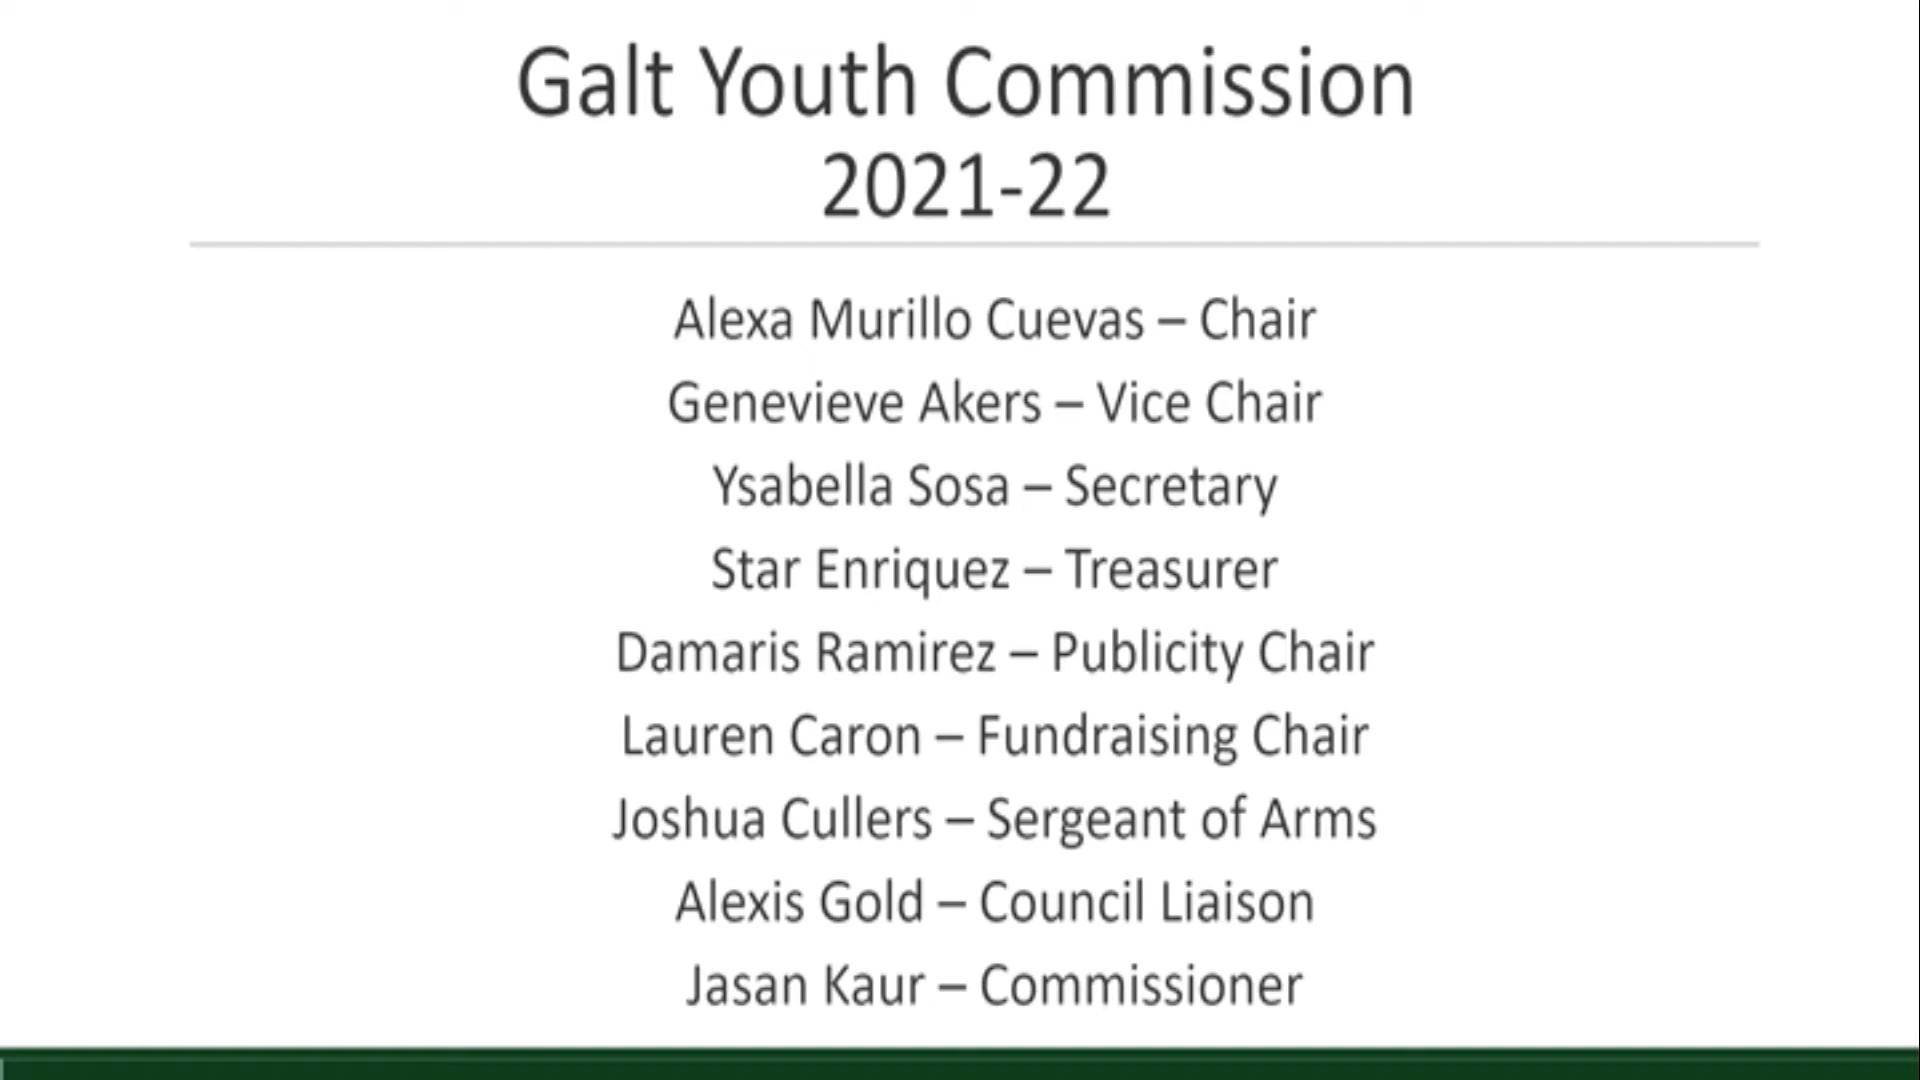 Galt Youth Commission
2021-22
Alexa Murillo Cuevas – Chair
Genevieve Akers – Vice Chair
Ysabella Sosa – Secretary
Star Enriquez – Treasurer
Damaris Ramirez – Publicity Chair
Lauren Caron – Fundraising Chair
Joshua Cullers – Sergeant of Arms
Alexis Gold – Council Liaison
Jasan Kaur – Commissioner